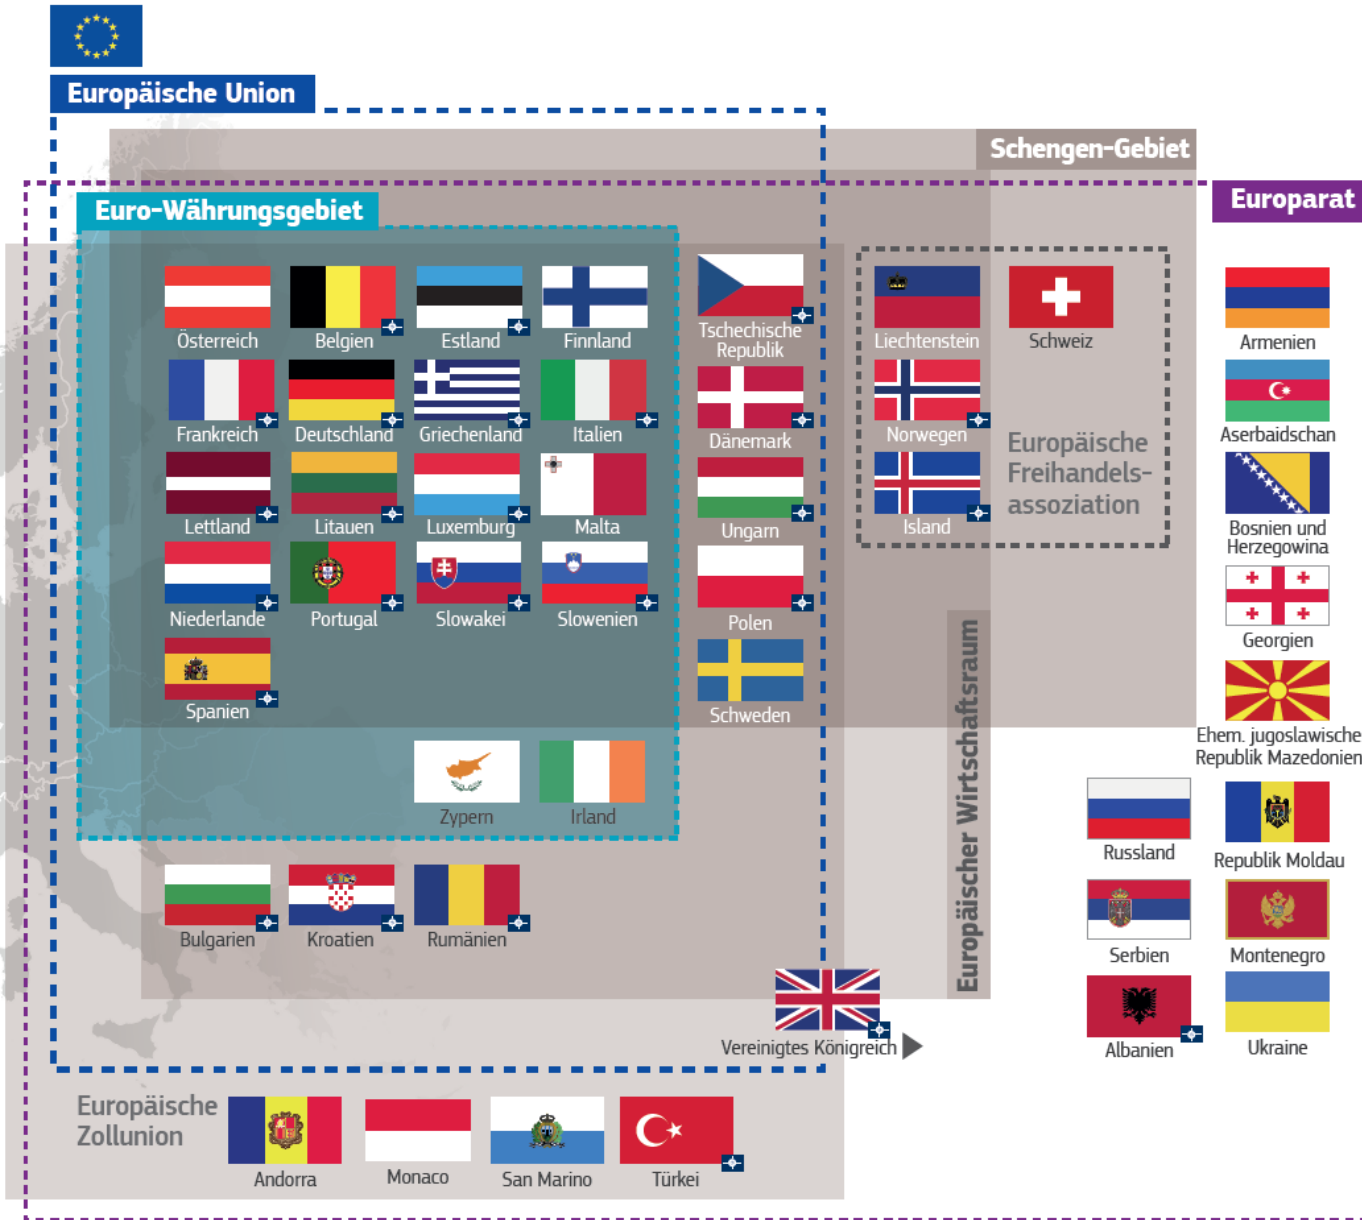 Europäische Union
Schengen-Gebiet
Europarat
Euro-Währungsgebiet
Österreich
Belgien
Estland
Finnland
Tschechische
Republik
Liechtenstein
Schweiz
Armenien
Frankreich
Deutschland
Griechenland
Italien
Dänemark
Norwegen
Europäische
Freihandels-
assoziation
Aserbaidschan
Lettland
Litauen
Luxemburg
Malta
Ungarn
Island
Bosnien und
Herzegowina
Niederlande
Portugal
Slowakei
Slowenien
Polen
Georgien
Spanien
Schweden
Ehem. jugoslawische
Republik Mazedonien
Europäischer Wirtschaftsraum
Zypern
Irland
Russland
Republik Moldau
Bulgarien
Kroatien
Rumänien
Serbien
Montenegro
Vereinigtes Königreich
Albanien
Ukraine
Europäische
Zollunion
Andorra
Monaco
San Marino
Türkei